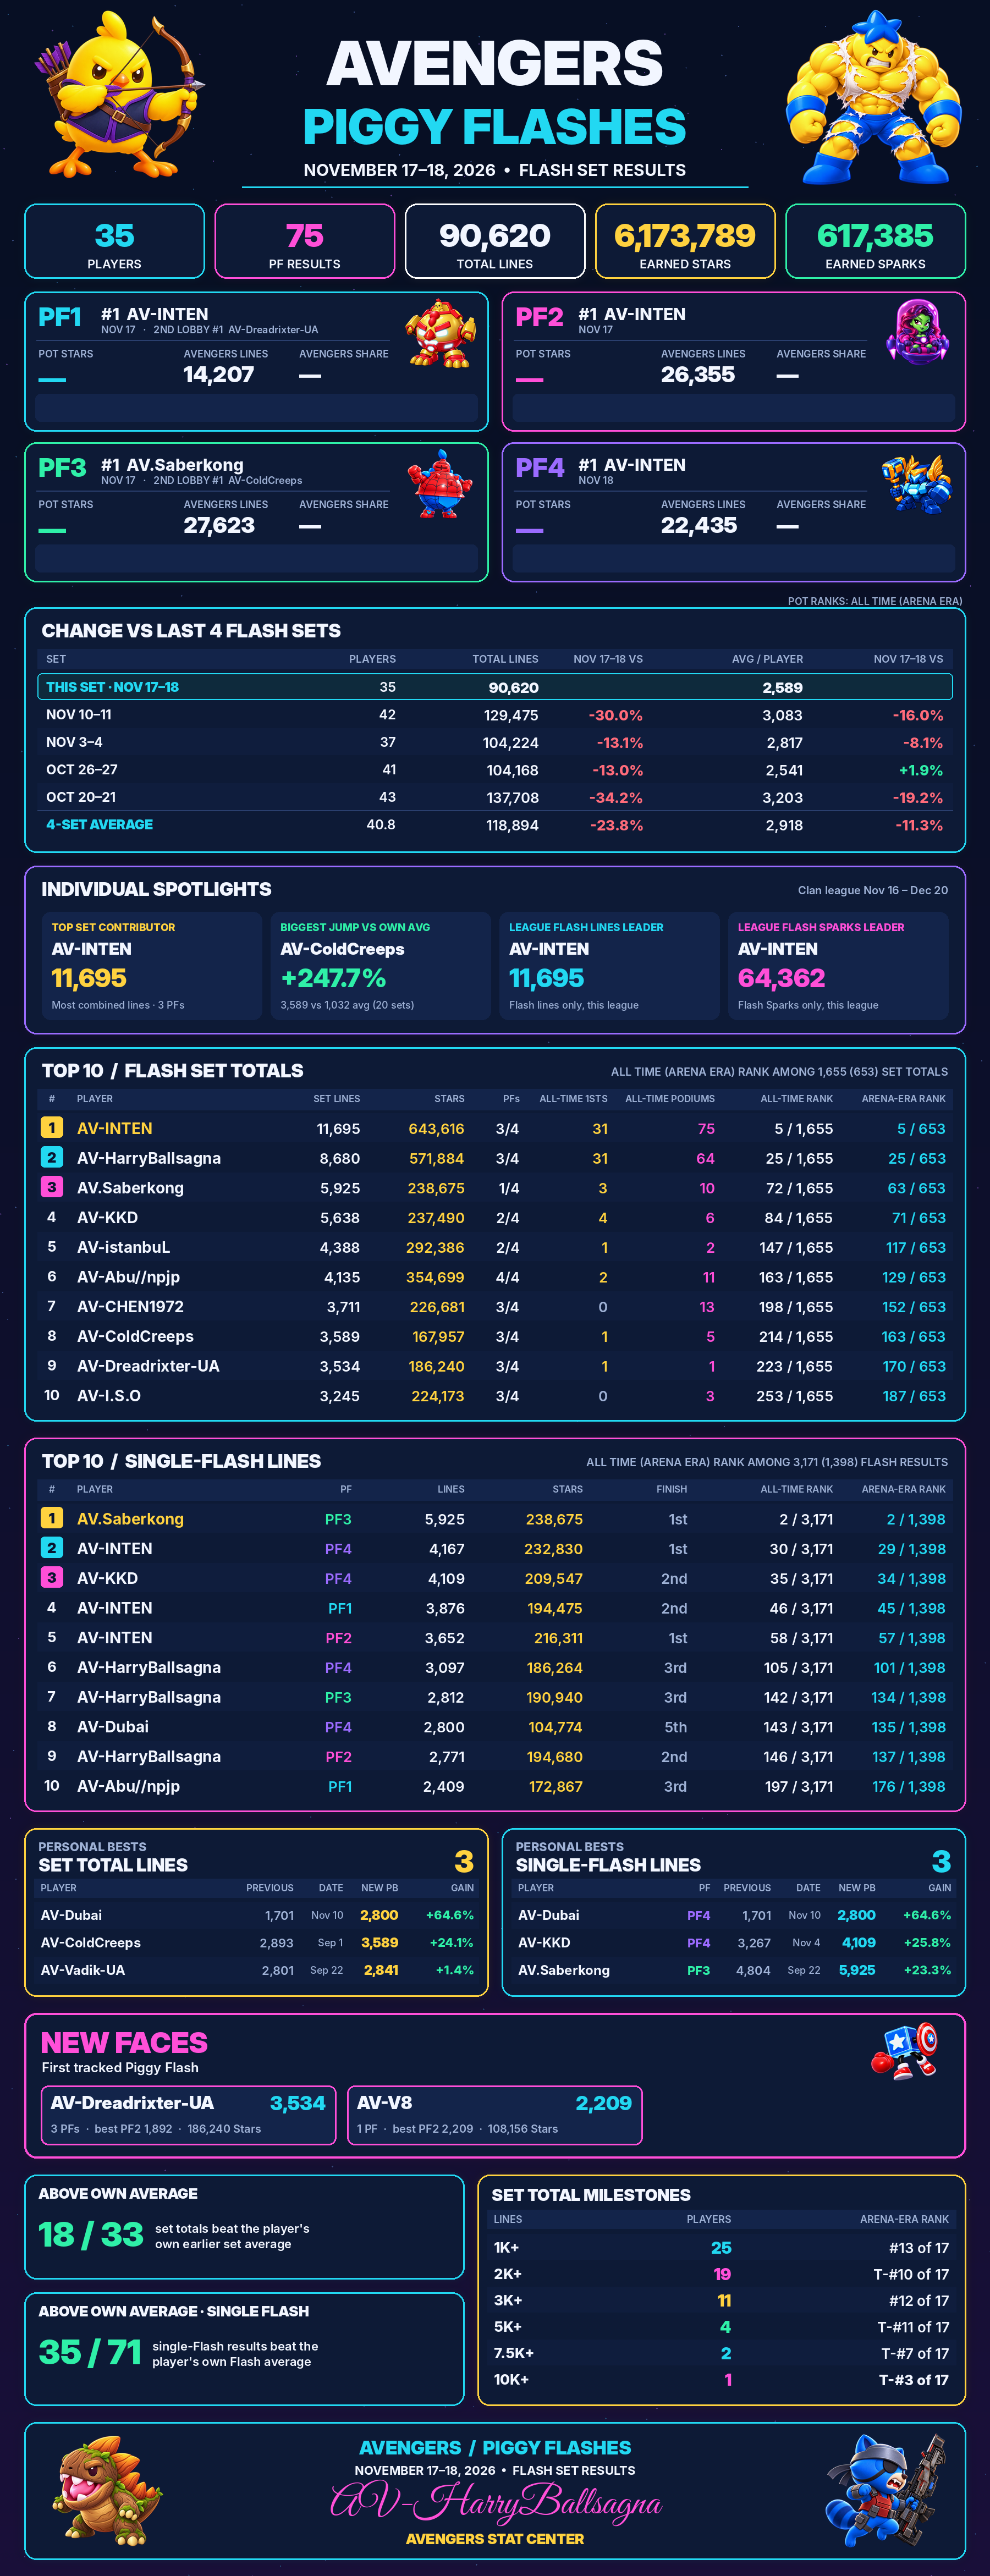 AVENGERS
PIGGY FLASHES
NOVEMBER 17–18, 2026 • FLASH SET RESULTS
35 75 90,620 6,173,789 617,385
PLAYERS PF RESULTS TOTAL LINES EARNED STARS EARNED SPARKS
PF1 #1 AV-INTEN
NOV 17 · 2ND LOBBY #1 AV-Dreadrixter-UA
POT STARS AVENGERS LINES AVENGERS SHARE
— 14,207 —
PF2 #1 AV-INTEN
NOV 17
POT STARS AVENGERS LINES AVENGERS SHARE
— 26,355 —
PF3 #1 AV.Saberkong
NOV 17 · 2ND LOBBY #1 AV-ColdCreeps
POT STARS AVENGERS LINES AVENGERS SHARE
— 27,623 —
PF4 #1 AV-INTEN
NOV 18
POT STARS AVENGERS LINES AVENGERS SHARE
— 22,435 —
POT RANKS: ALL TIME (ARENA ERA)
CHANGE VS LAST 4 FLASH SETS
SET PLAYERS TOTAL LINES NOV 17–18 VS AVG / PLAYER NOV 17–18 VS
THIS SET · NOV 17–18 35 90,620 2,589
NOV 10–11 42 129,475 -30.0% 3,083 -16.0%
NOV 3–4 37 104,224 -13.1% 2,817 -8.1%
OCT 26–27 41 104,168 -13.0% 2,541 +1.9%
OCT 20–21 43 137,708 -34.2% 3,203 -19.2%
4-SET AVERAGE 40.8 118,894 -23.8% 2,918 -11.3%
INDIVIDUAL SPOTLIGHTS Clan league Nov 16 – Dec 20
TOP SET CONTRIBUTOR
AV-INTEN
11,695
Most combined lines · 3 PFs
BIGGEST JUMP VS OWN AVG
AV-ColdCreeps
+247.7%
3,589 vs 1,032 avg (20 sets)
LEAGUE FLASH LINES LEADER
AV-INTEN
11,695
Flash lines only, this league
LEAGUE FLASH SPARKS LEADER
AV-INTEN
64,362
Flash Sparks only, this league
TOP 10 / FLASH SET TOTALS ALL TIME (ARENA ERA) RANK AMONG 1,655 (653) SET TOTALS
# PLAYER SET LINES STARS PFs ALL-TIME 1STS ALL-TIME PODIUMS ALL-TIME RANK ARENA-ERA RANK
1 AV-INTEN 11,695 643,616 3/4 31 75 5 / 1,655 5 / 653
2 AV-HarryBallsagna 8,680 571,884 3/4 31 64 25 / 1,655 25 / 653
3 AV.Saberkong 5,925 238,675 1/4 3 10 72 / 1,655 63 / 653
4 AV-KKD 5,638 237,490 2/4 4 6 84 / 1,655 71 / 653
5 AV-istanbuL 4,388 292,386 2/4 1 2 147 / 1,655 117 / 653
6 AV-Abu//npjp 4,135 354,699 4/4 2 11 163 / 1,655 129 / 653
7 AV-CHEN1972 3,711 226,681 3/4 0 13 198 / 1,655 152 / 653
8 AV-ColdCreeps 3,589 167,957 3/4 1 5 214 / 1,655 163 / 653
9 AV-Dreadrixter-UA 3,534 186,240 3/4 1 1 223 / 1,655 170 / 653
10 AV-I.S.O 3,245 224,173 3/4 0 3 253 / 1,655 187 / 653
TOP 10 / SINGLE-FLASH LINES ALL TIME (ARENA ERA) RANK AMONG 3,171 (1,398) FLASH RESULTS
# PLAYER PF LINES STARS FINISH ALL-TIME RANK ARENA-ERA RANK
1 AV.Saberkong PF3 5,925 238,675 1st 2 / 3,171 2 / 1,398
2 AV-INTEN PF4 4,167 232,830 1st 30 / 3,171 29 / 1,398
3 AV-KKD PF4 4,109 209,547 2nd 35 / 3,171 34 / 1,398
4 AV-INTEN PF1 3,876 194,475 2nd 46 / 3,171 45 / 1,398
5 AV-INTEN PF2 3,652 216,311 1st 58 / 3,171 57 / 1,398
6 AV-HarryBallsagna PF4 3,097 186,264 3rd 105 / 3,171 101 / 1,398
7 AV-HarryBallsagna PF3 2,812 190,940 3rd 142 / 3,171 134 / 1,398
8 AV-Dubai PF4 2,800 104,774 5th 143 / 3,171 135 / 1,398
9 AV-HarryBallsagna PF2 2,771 194,680 2nd 146 / 3,171 137 / 1,398
10 AV-Abu//npjp PF1 2,409 172,867 3rd 197 / 3,171 176 / 1,398
PERSONAL BESTS
SET TOTAL LINES 3
PLAYER PREVIOUS DATE NEW PB GAIN
AV-Dubai 1,701 Nov 10 2,800 +64.6%
AV-ColdCreeps 2,893 Sep 1 3,589 +24.1%
AV-Vadik-UA 2,801 Sep 22 2,841 +1.4%
PERSONAL BESTS
SINGLE-FLASH LINES 3
PLAYER PF PREVIOUS DATE NEW PB GAIN
AV-Dubai PF4 1,701 Nov 10 2,800 +64.6%
AV-KKD PF4 3,267 Nov 4 4,109 +25.8%
AV.Saberkong PF3 4,804 Sep 22 5,925 +23.3%
NEW FACES
First tracked Piggy Flash
AV-Dreadrixter-UA 3,534
3 PFs · best PF2 1,892 · 186,240 Stars
AV-V8 2,209
1 PF · best PF2 2,209 · 108,156 Stars
ABOVE OWN AVERAGE
18 / 33 set totals beat the player's
own earlier set average
ABOVE OWN AVERAGE · SINGLE FLASH
35 / 71 single-Flash results beat the
player's own Flash average
SET TOTAL MILESTONES
LINES PLAYERS ARENA-ERA RANK
1K+ 25 #13 of 17
2K+ 19 T-#10 of 17
3K+ 11 #12 of 17
5K+ 4 T-#11 of 17
7.5K+ 2 T-#7 of 17
10K+ 1 T-#3 of 17
AVENGERS / PIGGY FLASHES
NOVEMBER 17–18, 2026 • FLASH SET RESULTS
AV-HarryBallsagna
AVENGERS STAT CENTER